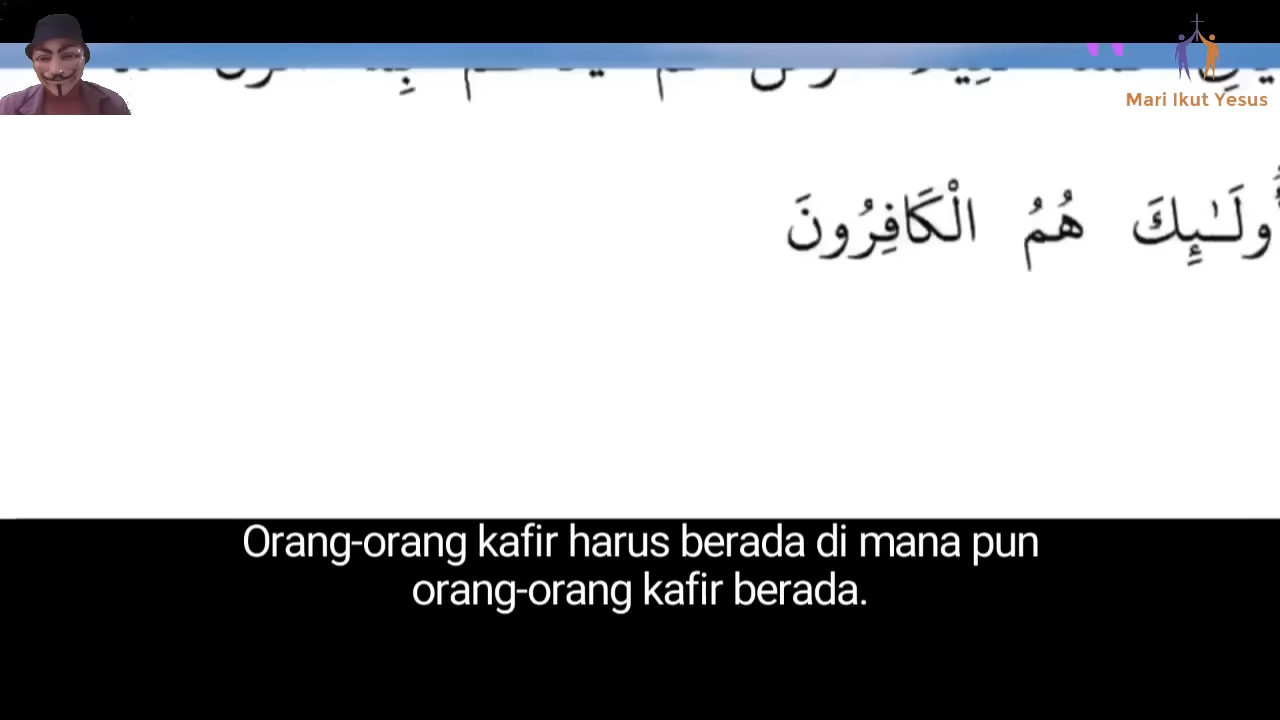 Mari Ikut Yesus
أُولَـٰئِكَ هُمُ الْكَافِرُونَ
Orang-orang kafir harus berada di mana pun
orang-orang kafir berada.